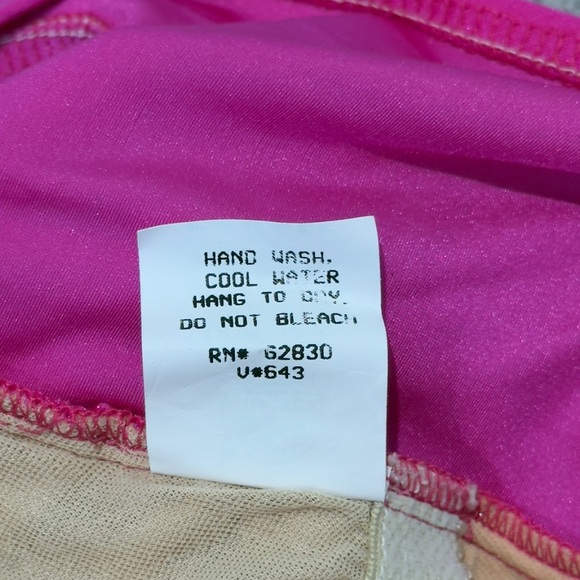 HAND WASH.
COOL WATER
HANG TO DRY.
DO NOT BLEACH
RN# 62830
V#643